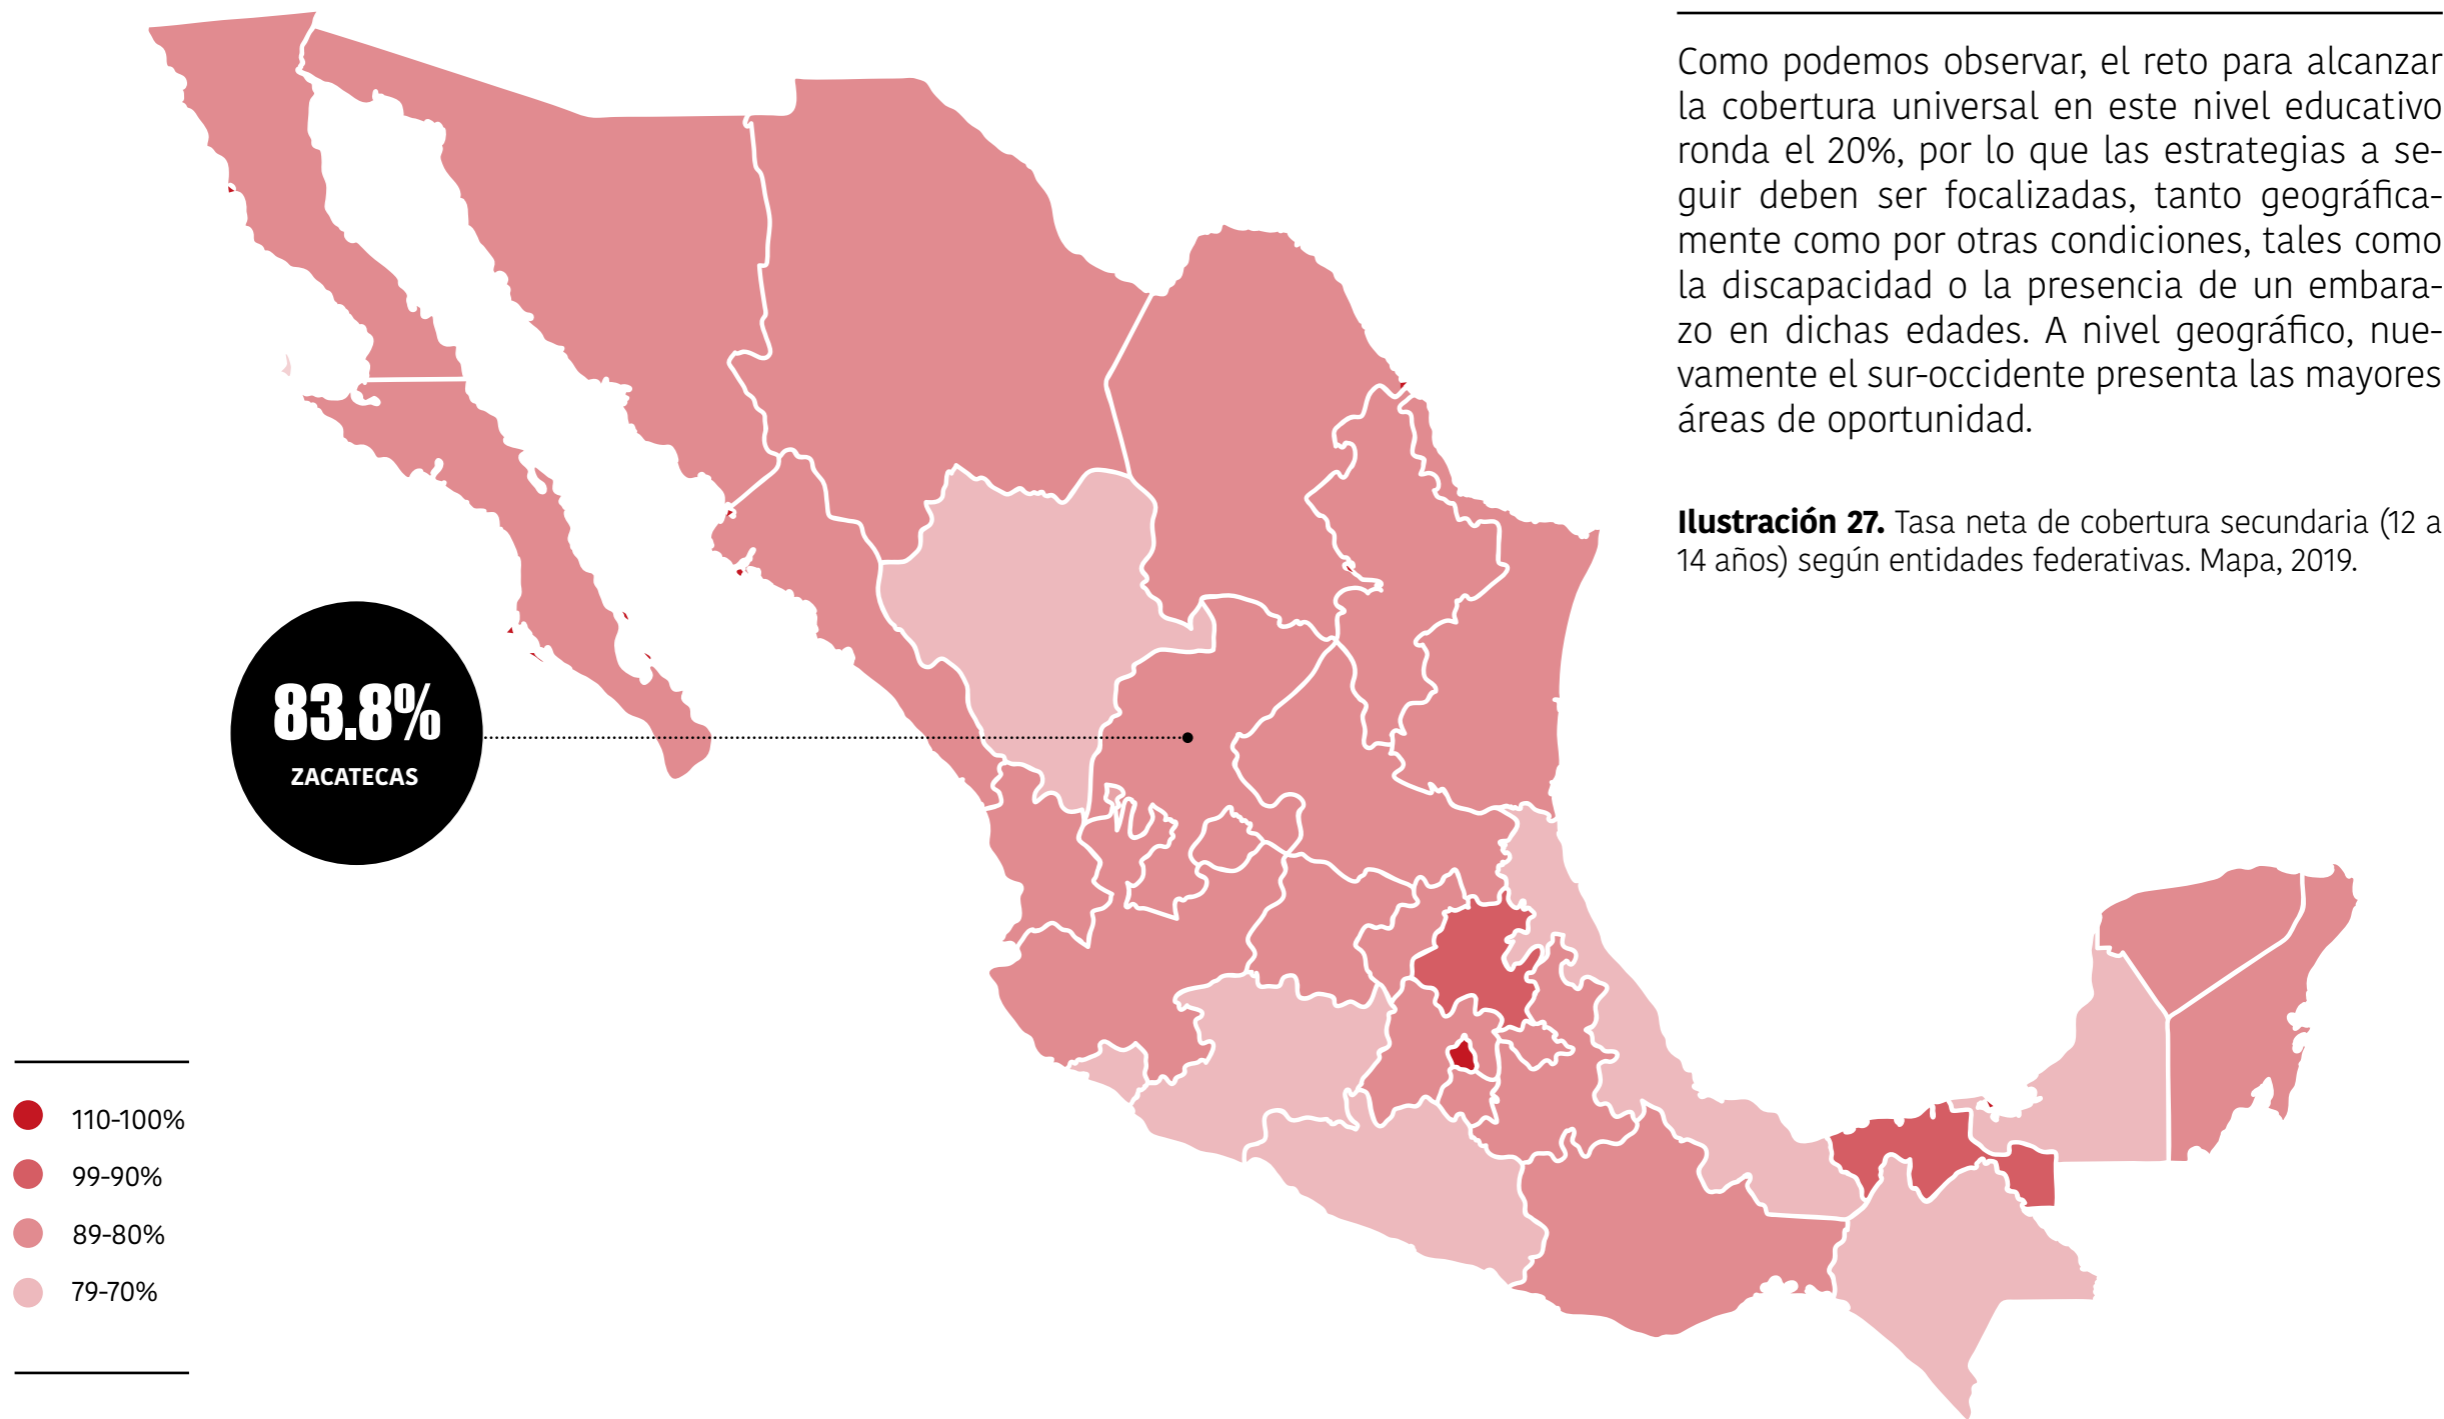 Como podemos observar, el reto para alcanzar
la cobertura universal en este nivel educativo
ronda el 20%, por lo que las estrategias a se-
guir deben ser focalizadas, tanto geográfica-
mente como por otras condiciones, tales como
la discapacidad o la presencia de un embara-
zo en dichas edades. A nivel geográfico, nue-
vamente el sur-occidente presenta las mayores
áreas de oportunidad.
Ilustración 27. Tasa neta de cobertura secundaria (12 a
14 años) según entidades federativas. Mapa, 2019.
83.8%
ZACATECAS
110-100%
99-90%
89-80%
79-70%